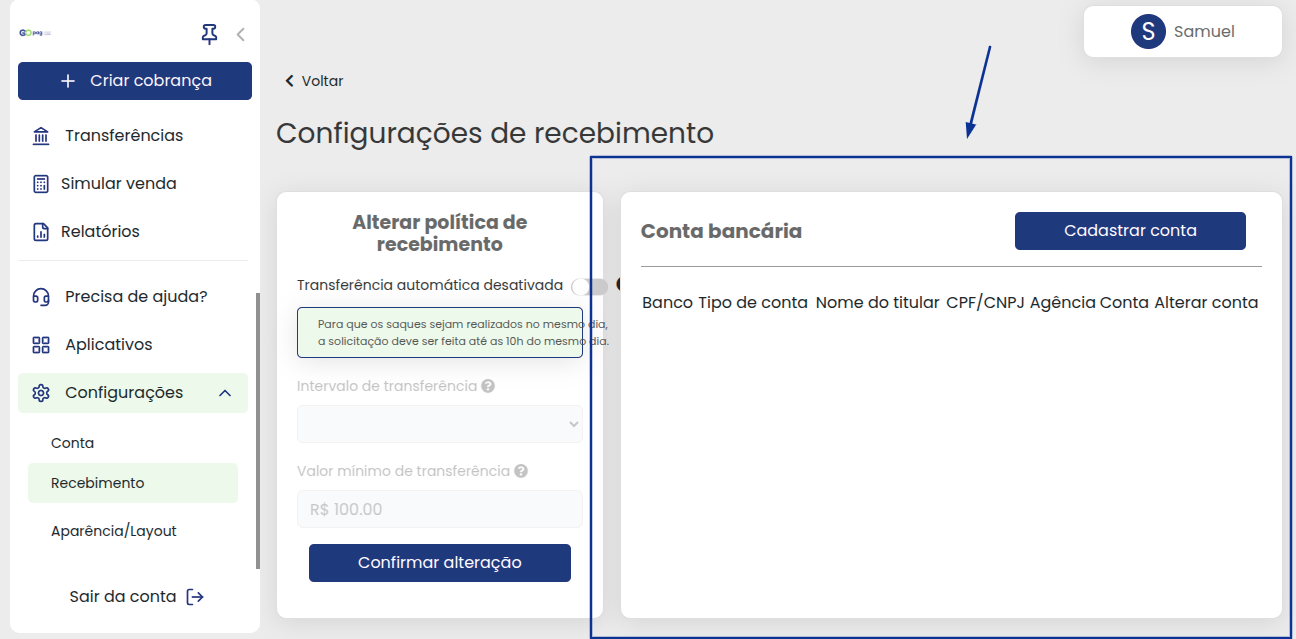 GO pag
Criar cobrança
Transferências
Simular venda
Relatórios
Precisa de ajuda?
Aplicativos
Configurações
Conta
Recebimento
Aparência/Layout
Sair da conta
S Samuel
Voltar
Configurações de recebimento
Alterar política de
recebimento
Transferência automática desativada
Para que os saques sejam realizados no mesmo dia,
a solicitação deve ser feita até as 10h do mesmo dia.
Intervalo de transferência ?
Valor mínimo de transferência ?
R$ 100.00
Confirmar alteração
Conta bancária
Cadastrar conta
Banco Tipo de conta Nome do titular CPF/CNPJ Agência Conta Alterar conta